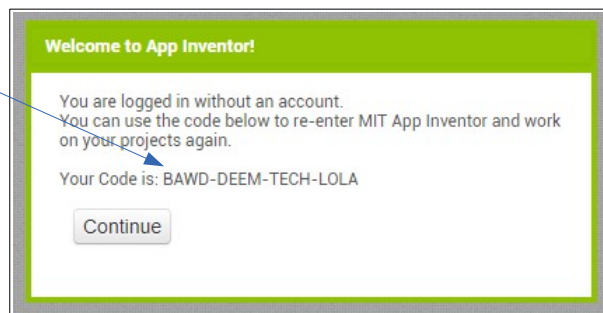 Welcome to App Inventor!
You are logged in without an account.
You can use the code below to re-enter MIT App Inventor and work
on your projects again.
Your Code is: BAWD-DEEM-TECH-LOLA
Continue